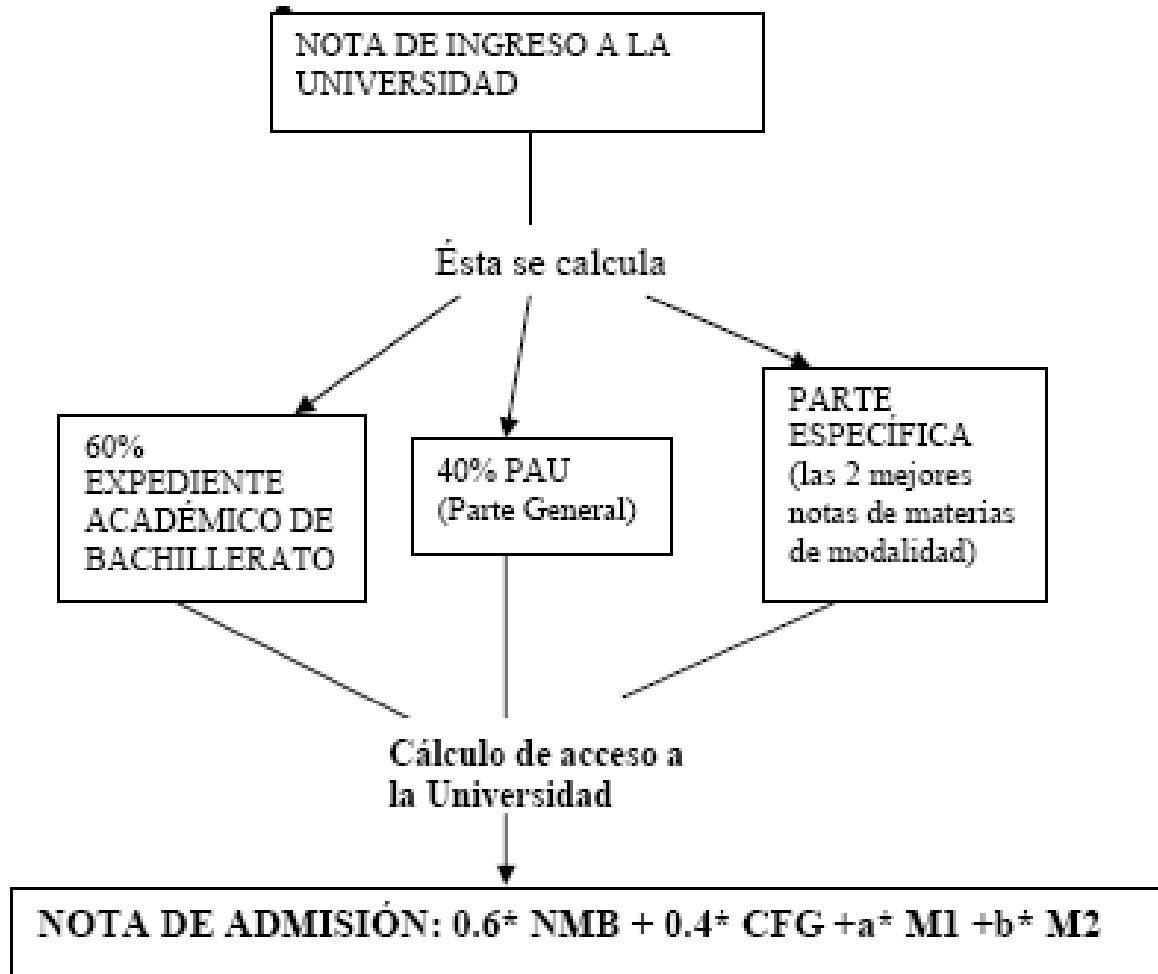 NOTA DE INGRESO A LA
UNIVERSIDAD
Ésta se calcula
60%
EXPEDIENTE
ACADÉMICO DE
BACHILLERATO
40% PAU
(Parte General)
PARTE
ESPECÍFICA
(las 2 mejores
notas de materias
de modalidad)
Cálculo de acceso a
la Universidad
NOTA DE ADMISIÓN: 0.6* NMB + 0.4* CFG +a* M1 +b* M2